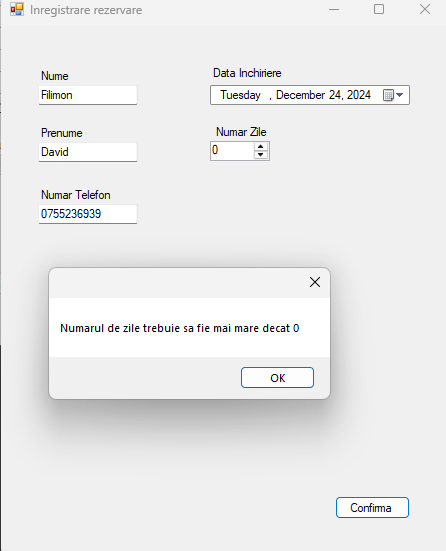 Inregistrare rezervare
Nume
Filimon
Data Inchiriere
Tuesday , December 24, 2024
Prenume
David
Numar Zile
0
Numar Telefon
0755236939
Numarul de zile trebuie sa fie mai mare decat 0
OK
Confirma